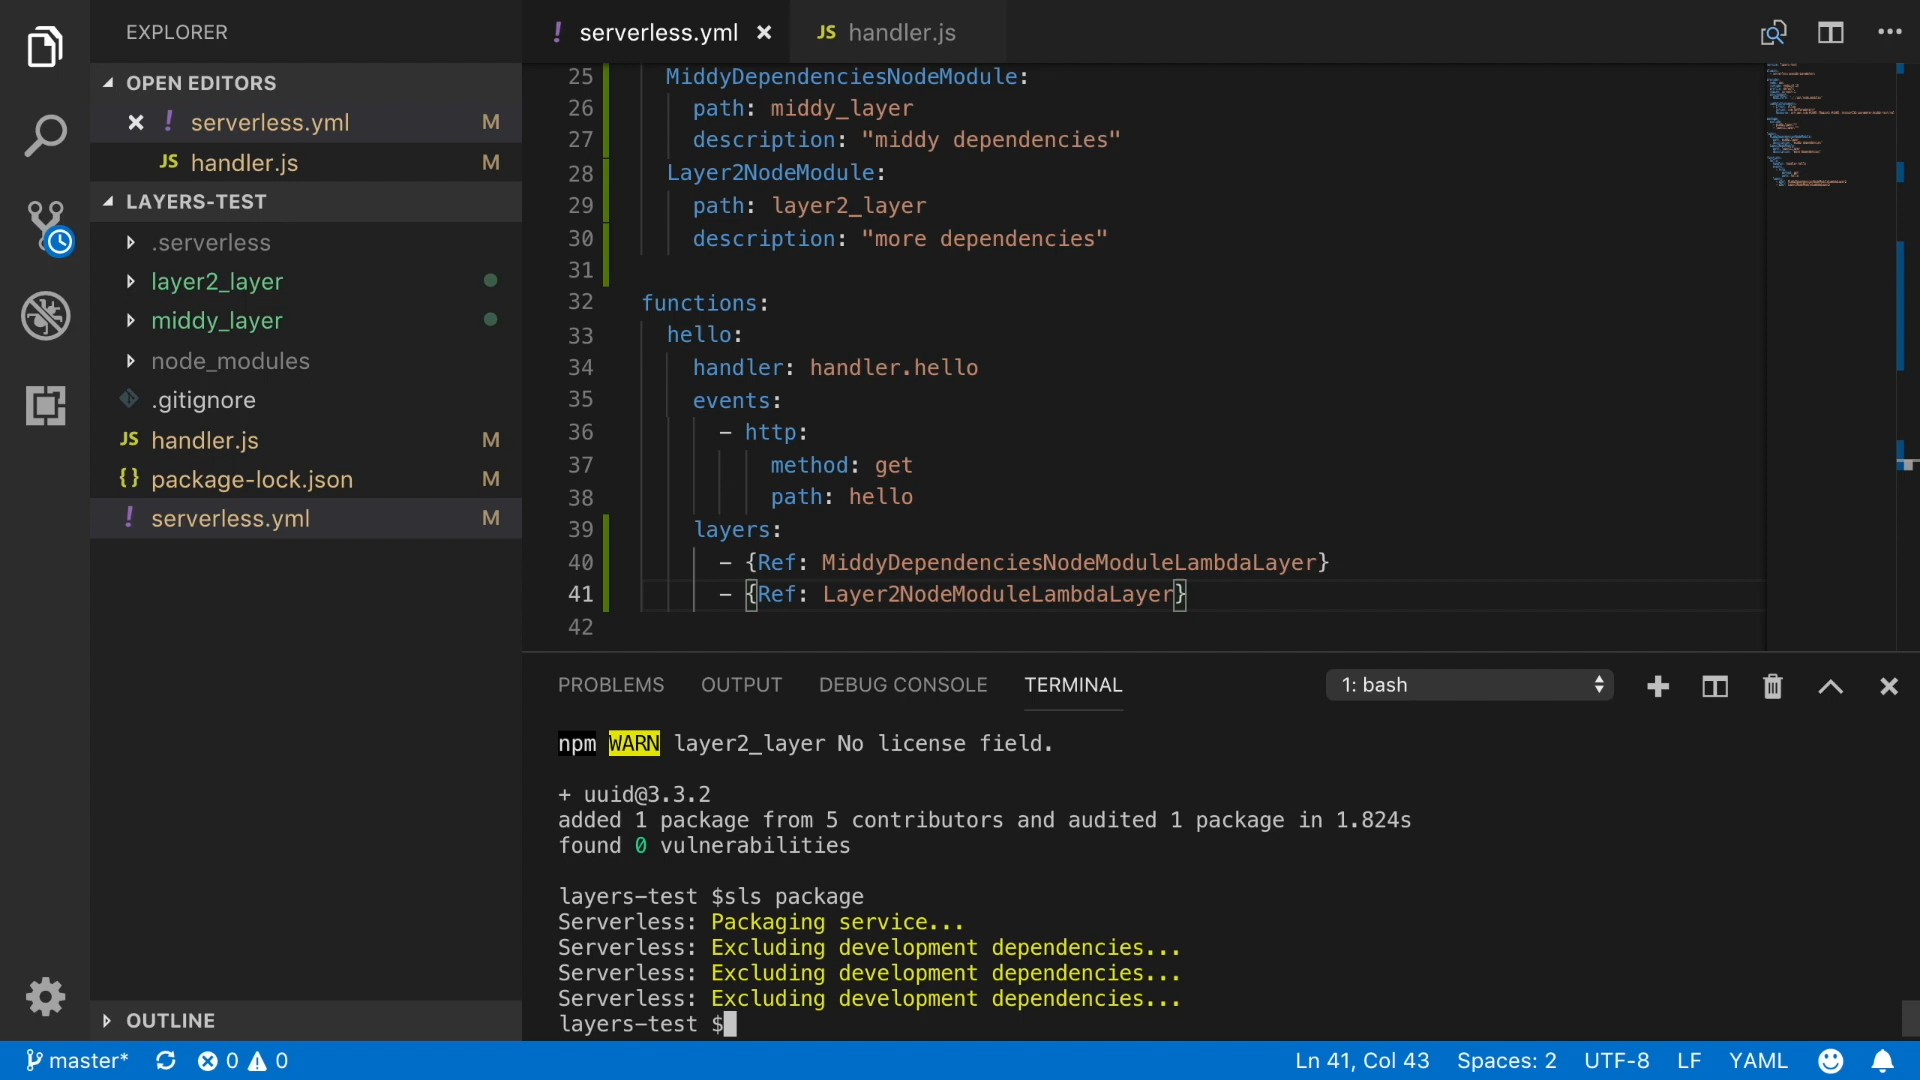 EXPLORER
OPEN EDITORS
! serverless.yml M
JS handler.js M
LAYERS-TEST
.serverless
layer2_layer
middy_layer
node_modules
.gitignore
JS handler.js M
{} package-lock.json M
! serverless.yml M
OUTLINE
! serverless.yml
JS handler.js
25 MiddyDependenciesNodeModule:
26 path: middy_layer
27 description: "middy dependencies"
28 Layer2NodeModule:
29 path: layer2_layer
30 description: "more dependencies"
31
32 functions:
33 hello:
34 handler: handler.hello
35 events:
36 - http:
37 method: get
38 path: hello
39 layers:
40 - {Ref: MiddyDependenciesNodeModuleLambdaLayer}
41 - {Ref: Layer2NodeModuleLambdaLayer}
42
PROBLEMS OUTPUT DEBUG CONSOLE TERMINAL 1: bash
npm WARN layer2_layer No license field.
+ uuid@3.3.2
added 1 package from 5 contributors and audited 1 package in 1.824s
found 0 vulnerabilities
layers-test $sls package
Serverless: Packaging service...
Serverless: Excluding development dependencies...
Serverless: Excluding development dependencies...
Serverless: Excluding development dependencies...
layers-test $
master* 0 0 Ln 41, Col 43 Spaces: 2 UTF-8 LF YAML